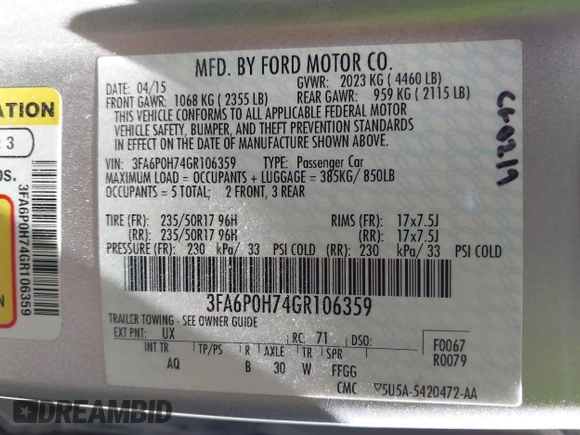 MFD. BY FORD MOTOR CO.
DATE: 04/15 GVWR: 2023 KG ( 4460 LB)
FRONT GAWR: 1068 KG ( 2355 LB) REAR GAWR: 959 KG ( 2115 LB)
THIS VEHICLE CONFORMS TO ALL APPLICABLE FEDERAL MOTOR
VEHICLE SAFETY, BUMPER, AND THEFT PREVENTION STANDARDS
IN EFFECT ON THE DATE OF MANUFACTURE SHOWN ABOVE.
VIN: 3FA6P0H74GR106359 TYPE: Passenger Car
MAXIMUM LOAD = OCCUPANTS + LUGGAGE = 385KG/ 850LB
OCCUPANTS = 5 TOTAL; 2 FRONT, 3 REAR
TIRE (FR): 235/50R17 96H RIMS (FR): 17x7.5J
(RR): 235/50R17 96H (RR): 17x7.5J
PRESSURE (FR): 230 kPa/ 33 PSI COLD (RR): 230 kPa/ 33 PSI COLD
3FA6P0H74GR106359
TRAILER TOWING - SEE OWNER GUIDE
EXT PNT: UX RC: 71 DSO: F0067
INT TR TP/PS R AXLE TR SPR R0079
AQ B 30 W FFGG
CMC ▽5U5A-5420472-AA
ATION
: 3
os.
3FA6P0H74GR106359
N
DREAMBID